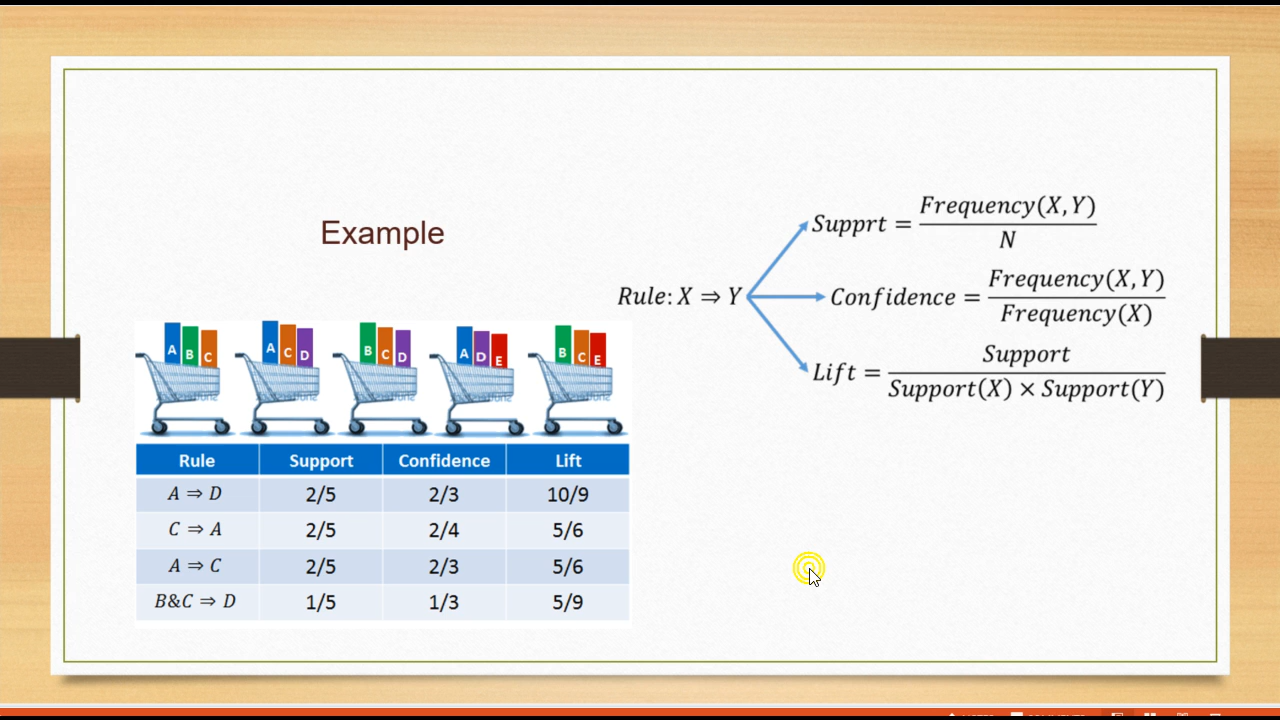 Example
Rule: X ⇒ Y
Supprt = Frequency(X, Y) / N
Confidence = Frequency(X, Y) / Frequency(X)
Lift = Support / Support(X) × Support(Y)
A B C
A C D
B C D
A D E
B C E
Rule Support Confidence Lift
A ⇒ D 2/5 2/3 10/9
C ⇒ A 2/5 2/4 5/6
A ⇒ C 2/5 2/3 5/6
B&C ⇒ D 1/5 1/3 5/9